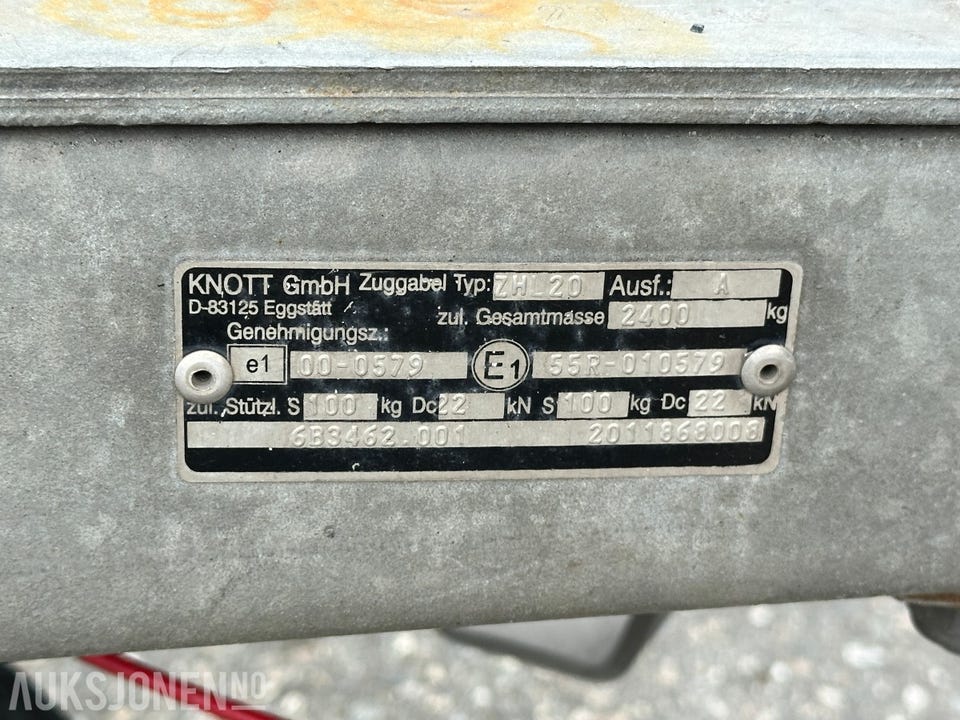 KNOTT GmbH Zuggabel Typ: ZHL20 Ausf.: A
D-83125 Eggstätt zul. Gesamtmasse 2400 kg
Genehmigungsz.:
e1 00-0579 E1 55R-010579
zul. Stützl. S 100 kg Dc 22 kN S 100 kg Dc 22 kN
6B3462.001 2011868008
AUKSJONEN.NO